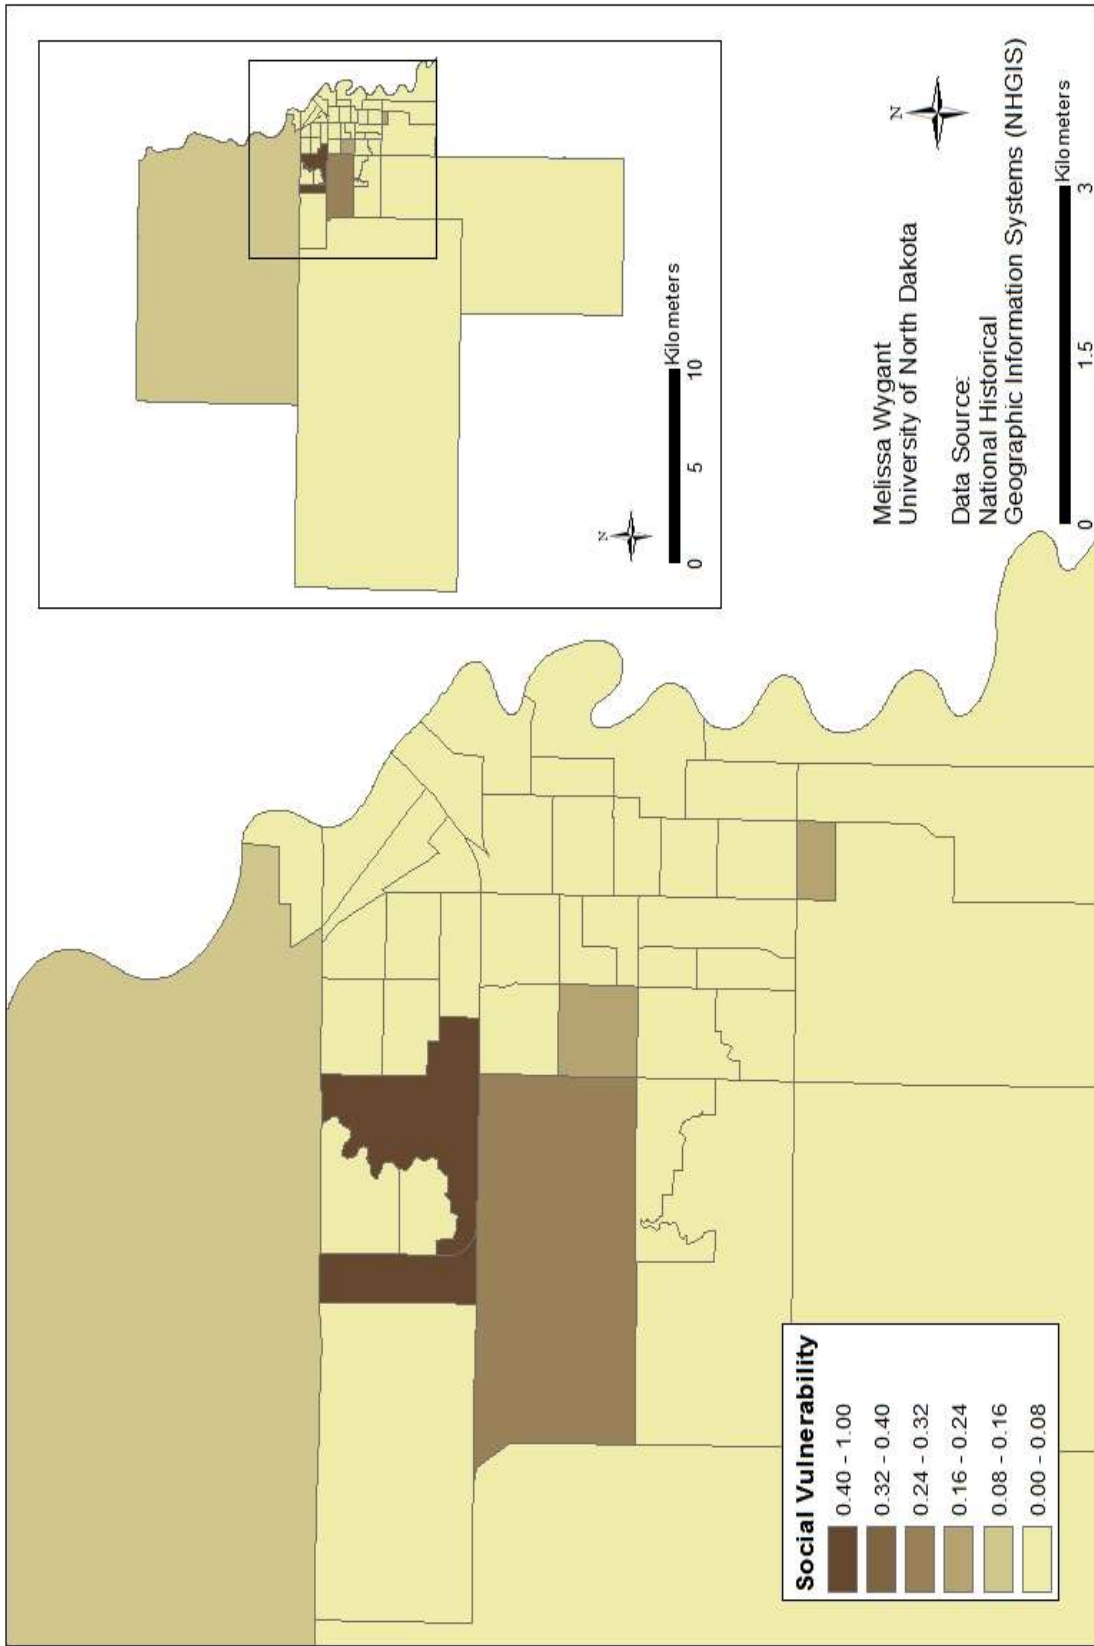 N
0 5 10 Kilometers
Melissa Wygant
University of North Dakota
Data Source:
National Historical
Geographic Information Systems (NHGIS)
N
0 1.5 3 Kilometers
Social Vulnerability
0.40 - 1.00
0.32 - 0.40
0.24 - 0.32
0.16 - 0.24
0.08 - 0.16
0.00 - 0.08